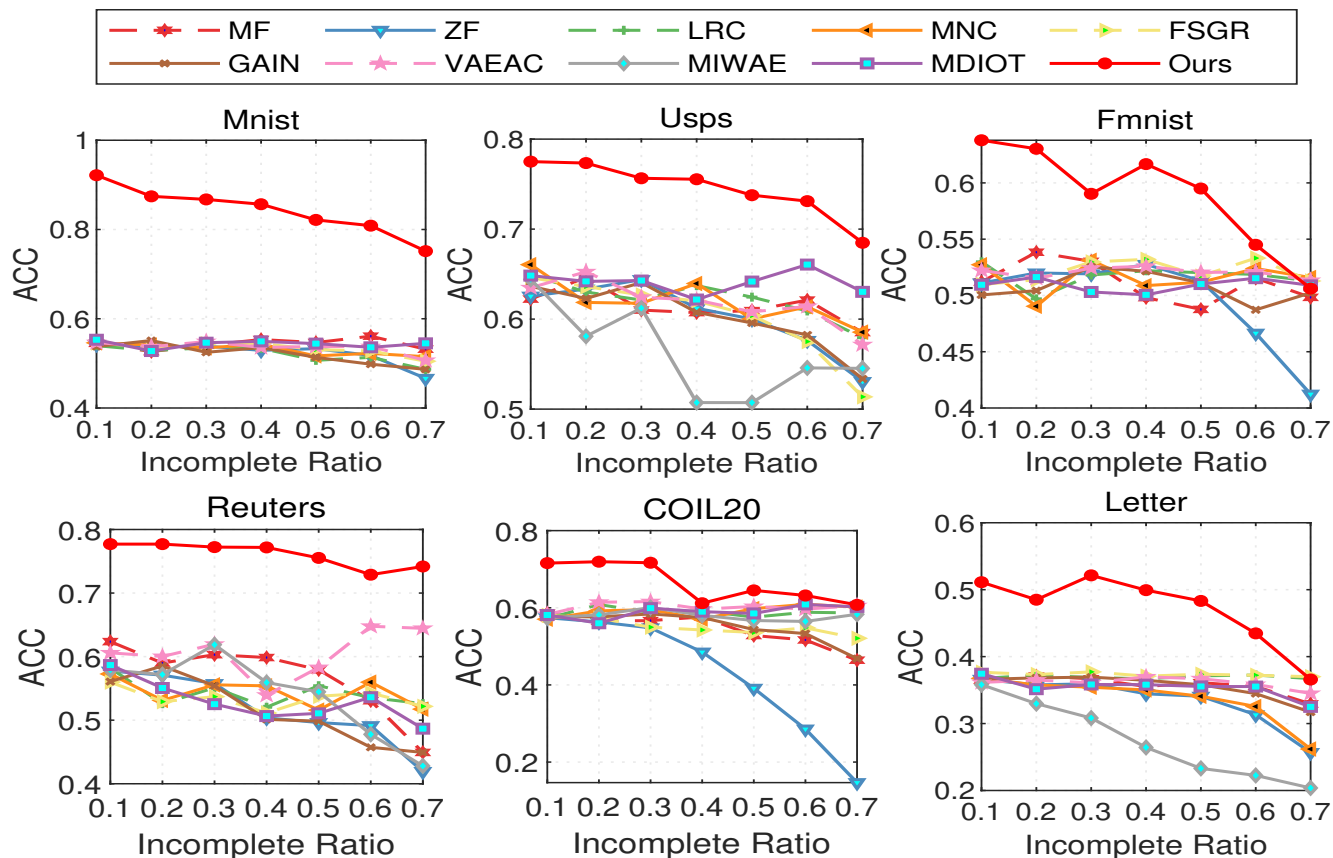 MF ZF LRC MNC FSGR
GAIN VAEAC MIWAE MDIOT Ours
Mnist Usps Fmnist
1
0.8
0.6
0.4
ACC
0.1 0.2 0.3 0.4 0.5 0.6 0.7
Incomplete Ratio
0.8
0.7
0.6
0.5
ACC
0.1 0.2 0.3 0.4 0.5 0.6 0.7
Incomplete Ratio
0.6
0.55
0.5
0.45
0.4
ACC
0.1 0.2 0.3 0.4 0.5 0.6 0.7
Incomplete Ratio
Reuters COIL20 Letter
0.8
0.7
0.6
0.5
0.4
ACC
0.1 0.2 0.3 0.4 0.5 0.6 0.7
Incomplete Ratio
0.8
0.6
0.4
0.2
ACC
0.1 0.2 0.3 0.4 0.5 0.6 0.7
Incomplete Ratio
0.6
0.5
0.4
0.3
0.2
ACC
0.1 0.2 0.3 0.4 0.5 0.6 0.7
Incomplete Ratio